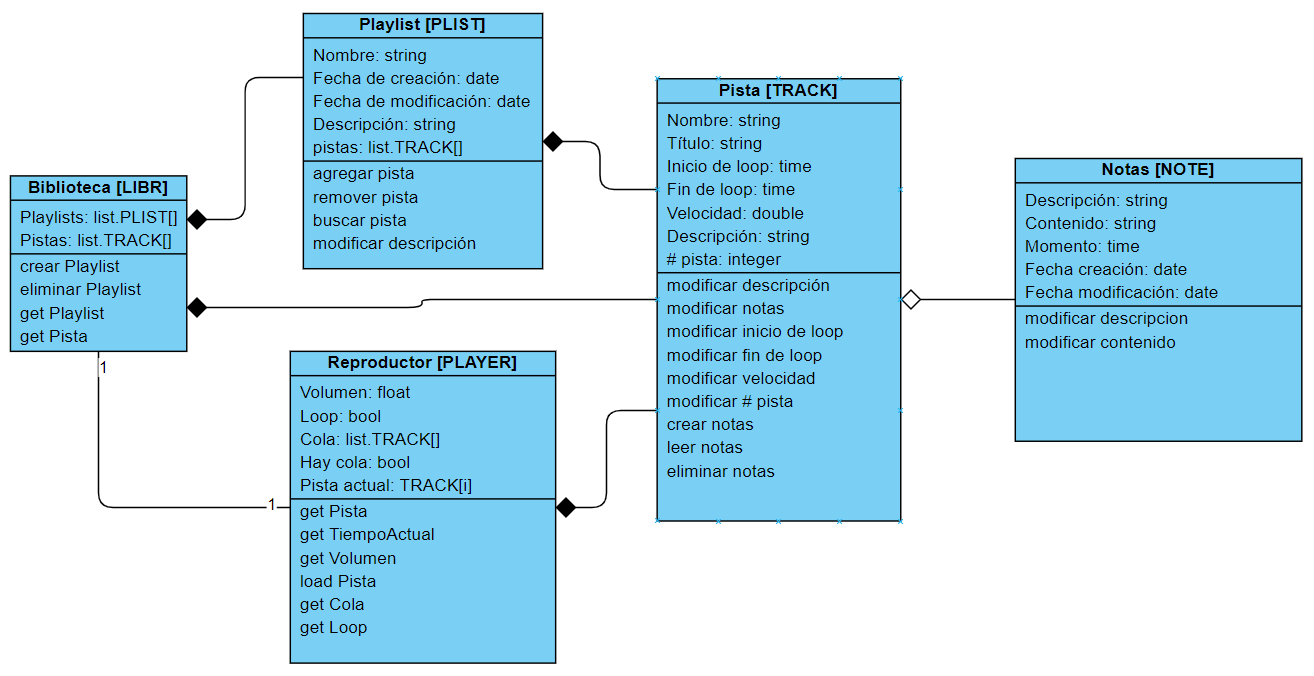 Playlist [PLIST]
Nombre: string
Fecha de creación: date
Fecha de modificación: date
Descripción: string
pistas: list.TRACK[]
agregar pista
remover pista
buscar pista
modificar descripción
Biblioteca [LIBR]
Playlists: list.PLIST[]
Pistas: list.TRACK[]
crear Playlist
eliminar Playlist
get Playlist
get Pista
1
1
Reproductor [PLAYER]
Volumen: float
Loop: bool
Cola: list.TRACK[]
Hay cola: bool
Pista actual: TRACK[i]
get Pista
get TiempoActual
get Volumen
load Pista
get Cola
get Loop
Pista [TRACK]
Nombre: string
Título: string
Inicio de loop: time
Fin de loop: time
Velocidad: double
Descripción: string
# pista: integer
modificar descripción
modificar notas
modificar inicio de loop
modificar fin de loop
modificar velocidad
modificar # pista
crear notas
leer notas
eliminar notas
Notas [NOTE]
Descripción: string
Contenido: string
Momento: time
Fecha creación: date
Fecha modificación: date
modificar descripcion
modificar contenido